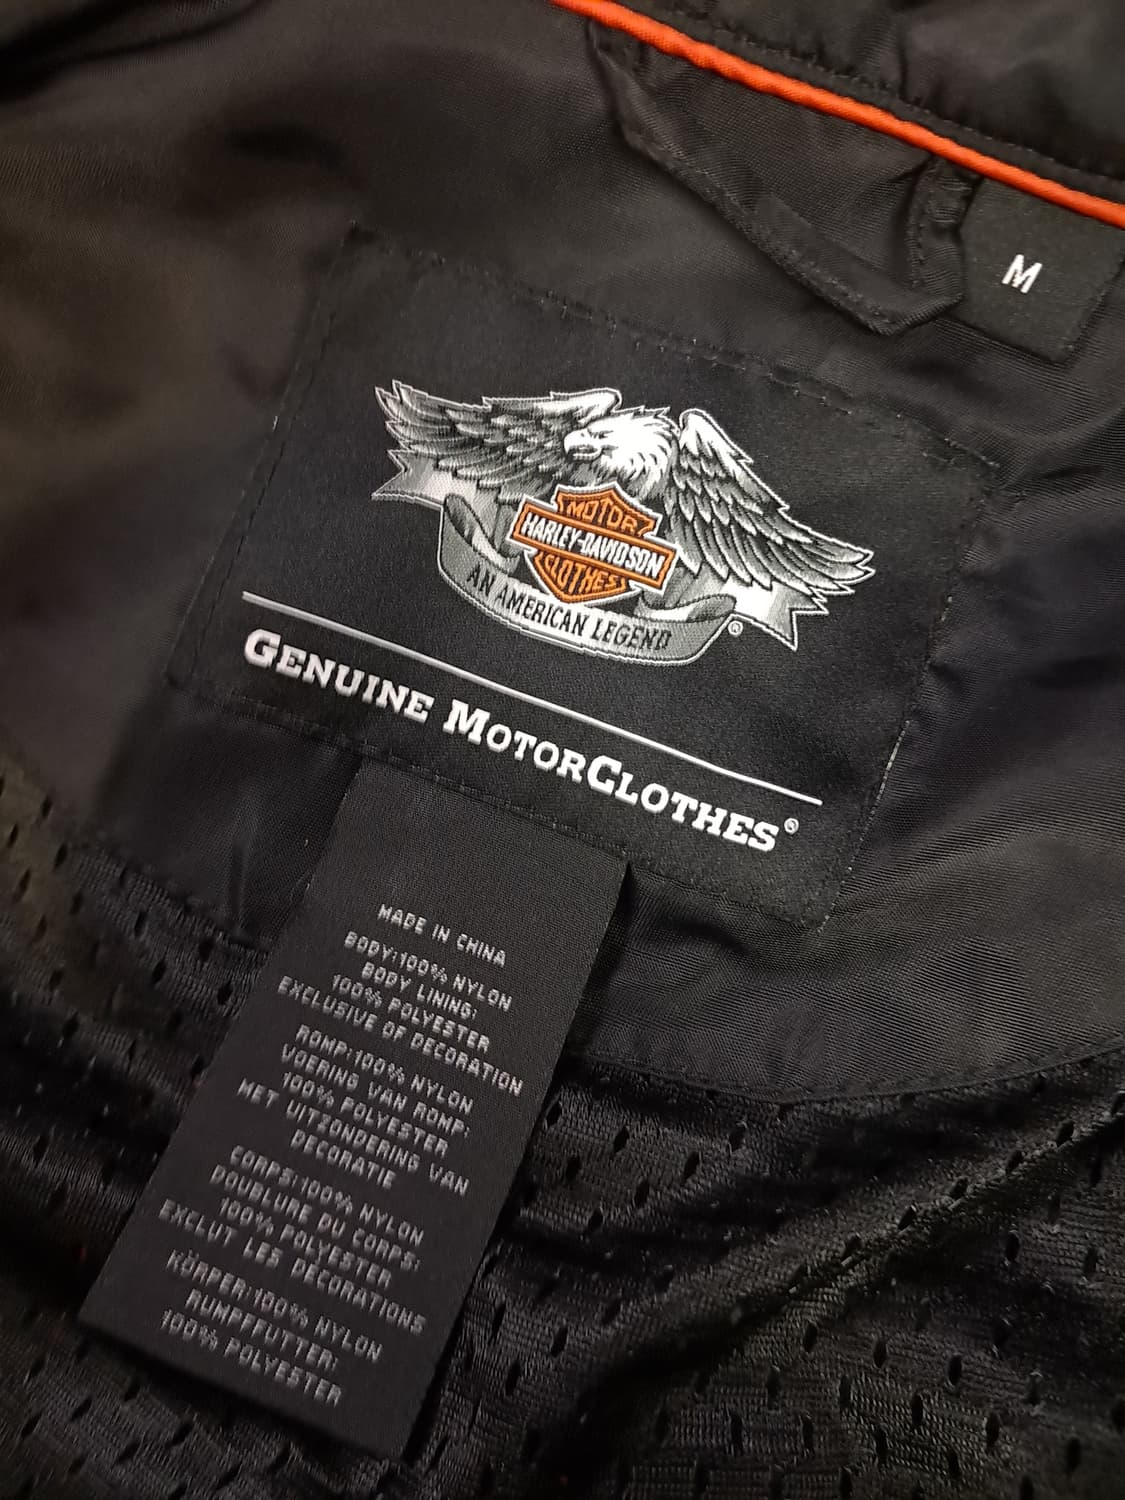 M
MOTOR
HARLEY-DAVIDSON
CLOTHES
AN AMERICAN LEGEND
®
GENUINE MOTORCLOTHES®
MADE IN CHINA
BODY:100% NYLON
BODY LINING:
100% POLYESTER
EXCLUSIVE OF DECORATION
ROMP:100% NYLON
VOERING VAN ROMP:
100% POLYESTER
MET UITZONDERING VAN
DECORATIE
CORPS:100% NYLON
DOUBLURE DU CORPS:
100% POLYESTER
EXCLUT LES DÉCORATIONS
KÖRPER:100% NYLON
RUMPFFUTTER:
100% POLYESTER